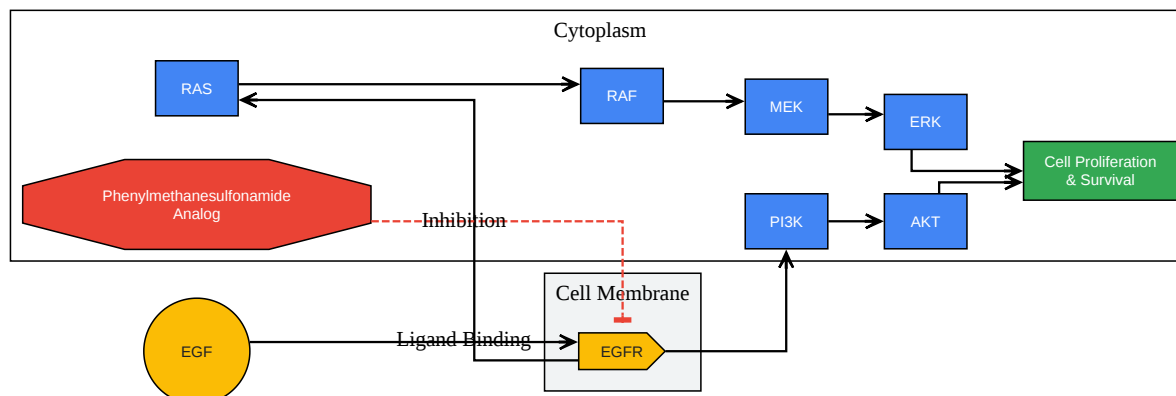 Cytoplasm
RAS
RAF
MEK
ERK
Cell Proliferation
& Survival
Phenylmethanesulfonamide
Analog
Inhibition
PI3K
AKT
Cell Membrane
EGF
Ligand Binding
EGFR